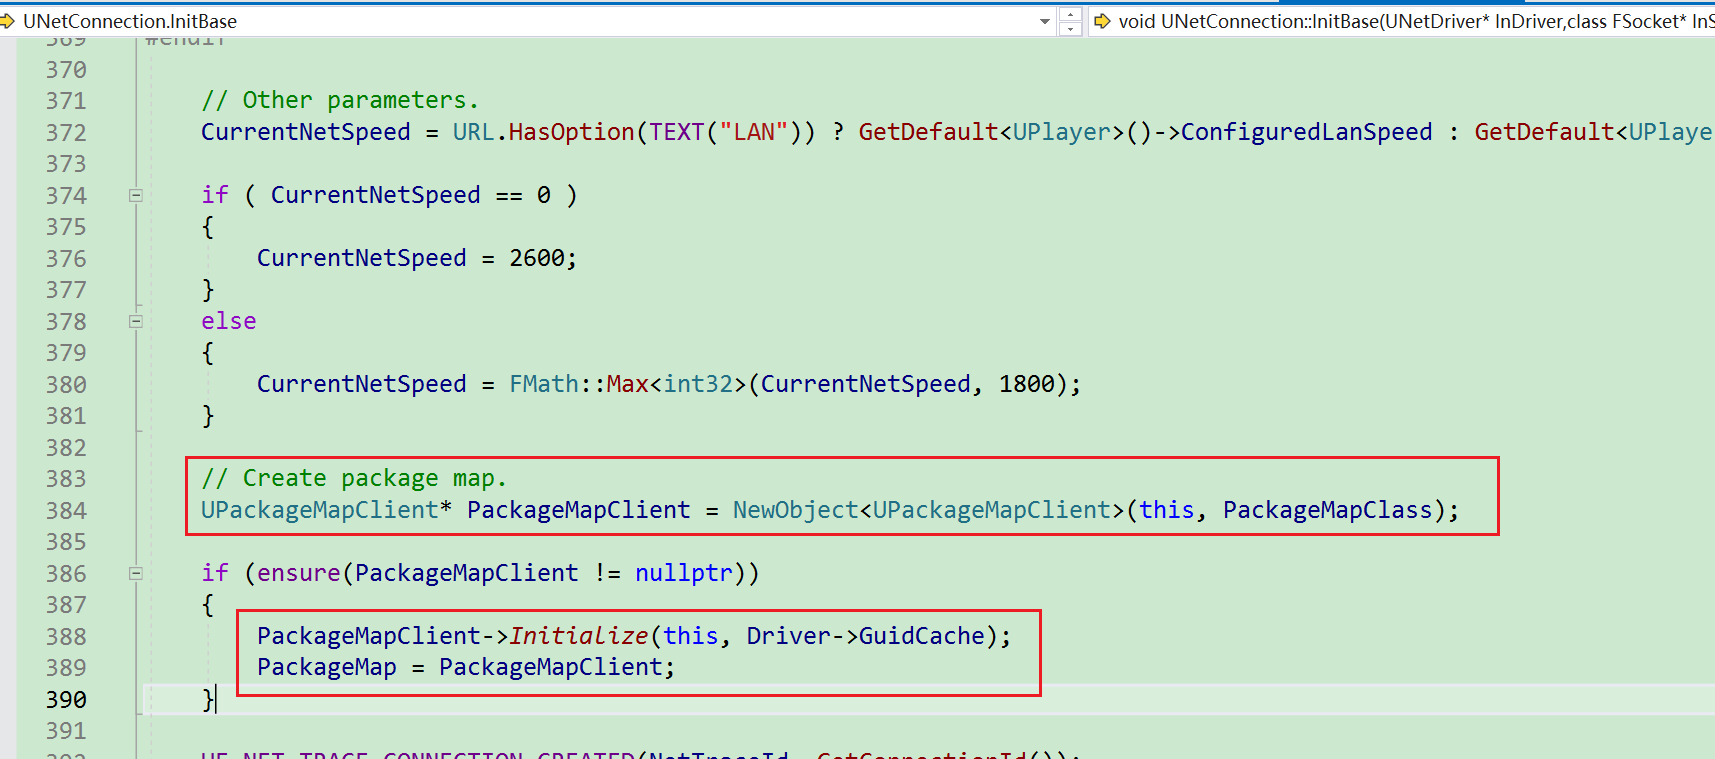 UNetConnection.InitBase
void UNetConnection::InitBase(UNetDriver* InDriver,class FSocket* InS
369 #endif
370
371 // Other parameters.
372 CurrentNetSpeed = URL.HasOption(TEXT("LAN")) ? GetDefault<UPlayer>()->ConfiguredLanSpeed : GetDefault<UPlaye
373
374 if ( CurrentNetSpeed == 0 )
375 {
376 CurrentNetSpeed = 2600;
377 }
378 else
379 {
380 CurrentNetSpeed = FMath::Max<int32>(CurrentNetSpeed, 1800);
381 }
382
383 // Create package map.
384 UPackageMapClient* PackageMapClient = NewObject<UPackageMapClient>(this, PackageMapClass);
385
386 if (ensure(PackageMapClient != nullptr))
387 {
388 PackageMapClient->Initialize(this, Driver->GuidCache);
389 PackageMap = PackageMapClient;
390 }
391
392 UE_NET_TRACE_CONNECTION_CREATED(NetTraceId, GetConnectionId());